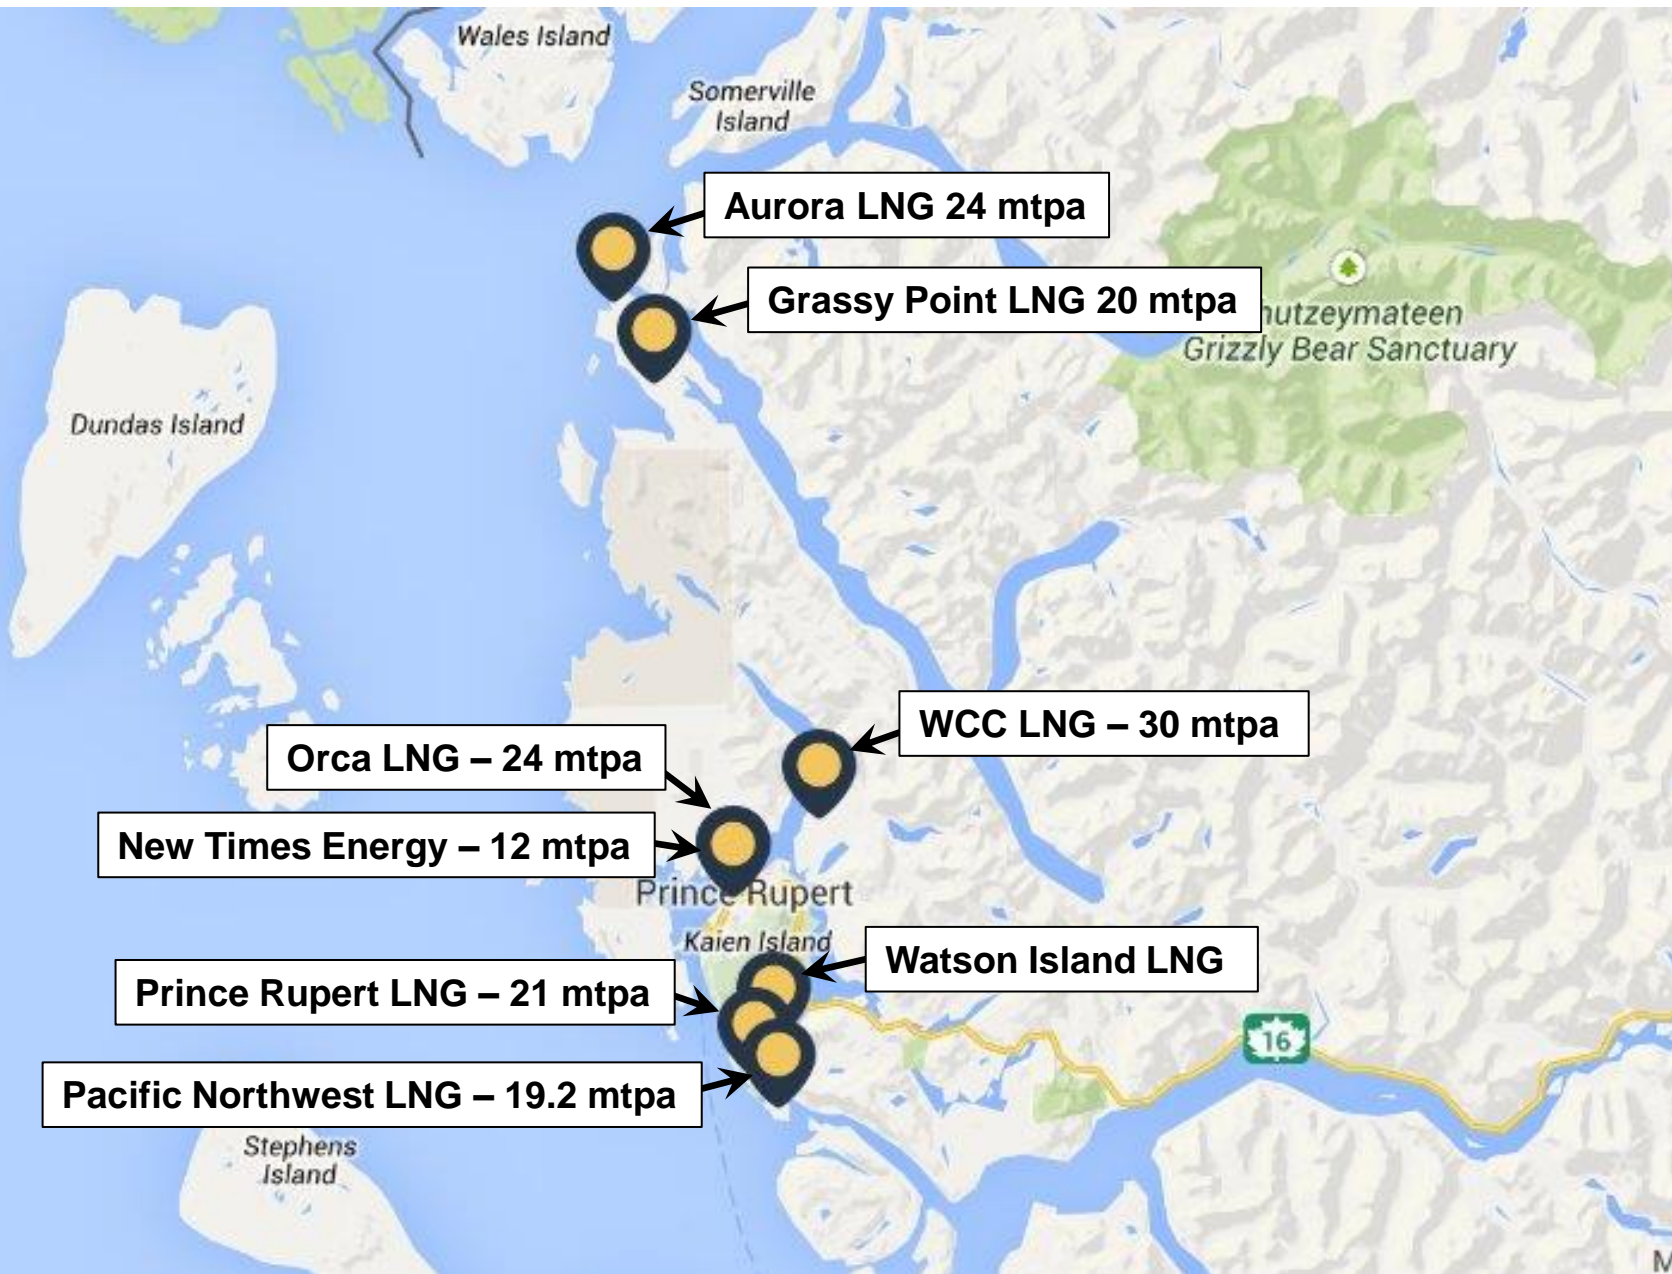 Wales Island
Somerville
Island
Aurora LNG 24 mtpa
Grassy Point LNG 20 mtpa
hutzeymateen
Grizzly Bear Sanctuary
Dundas Island
WCC LNG – 30 mtpa
Orca LNG – 24 mtpa
New Times Energy – 12 mtpa
Prince Rupert
Kaien Island
Watson Island LNG
Prince Rupert LNG – 21 mtpa
16
Pacific Northwest LNG – 19.2 mtpa
Stephens
Island
M